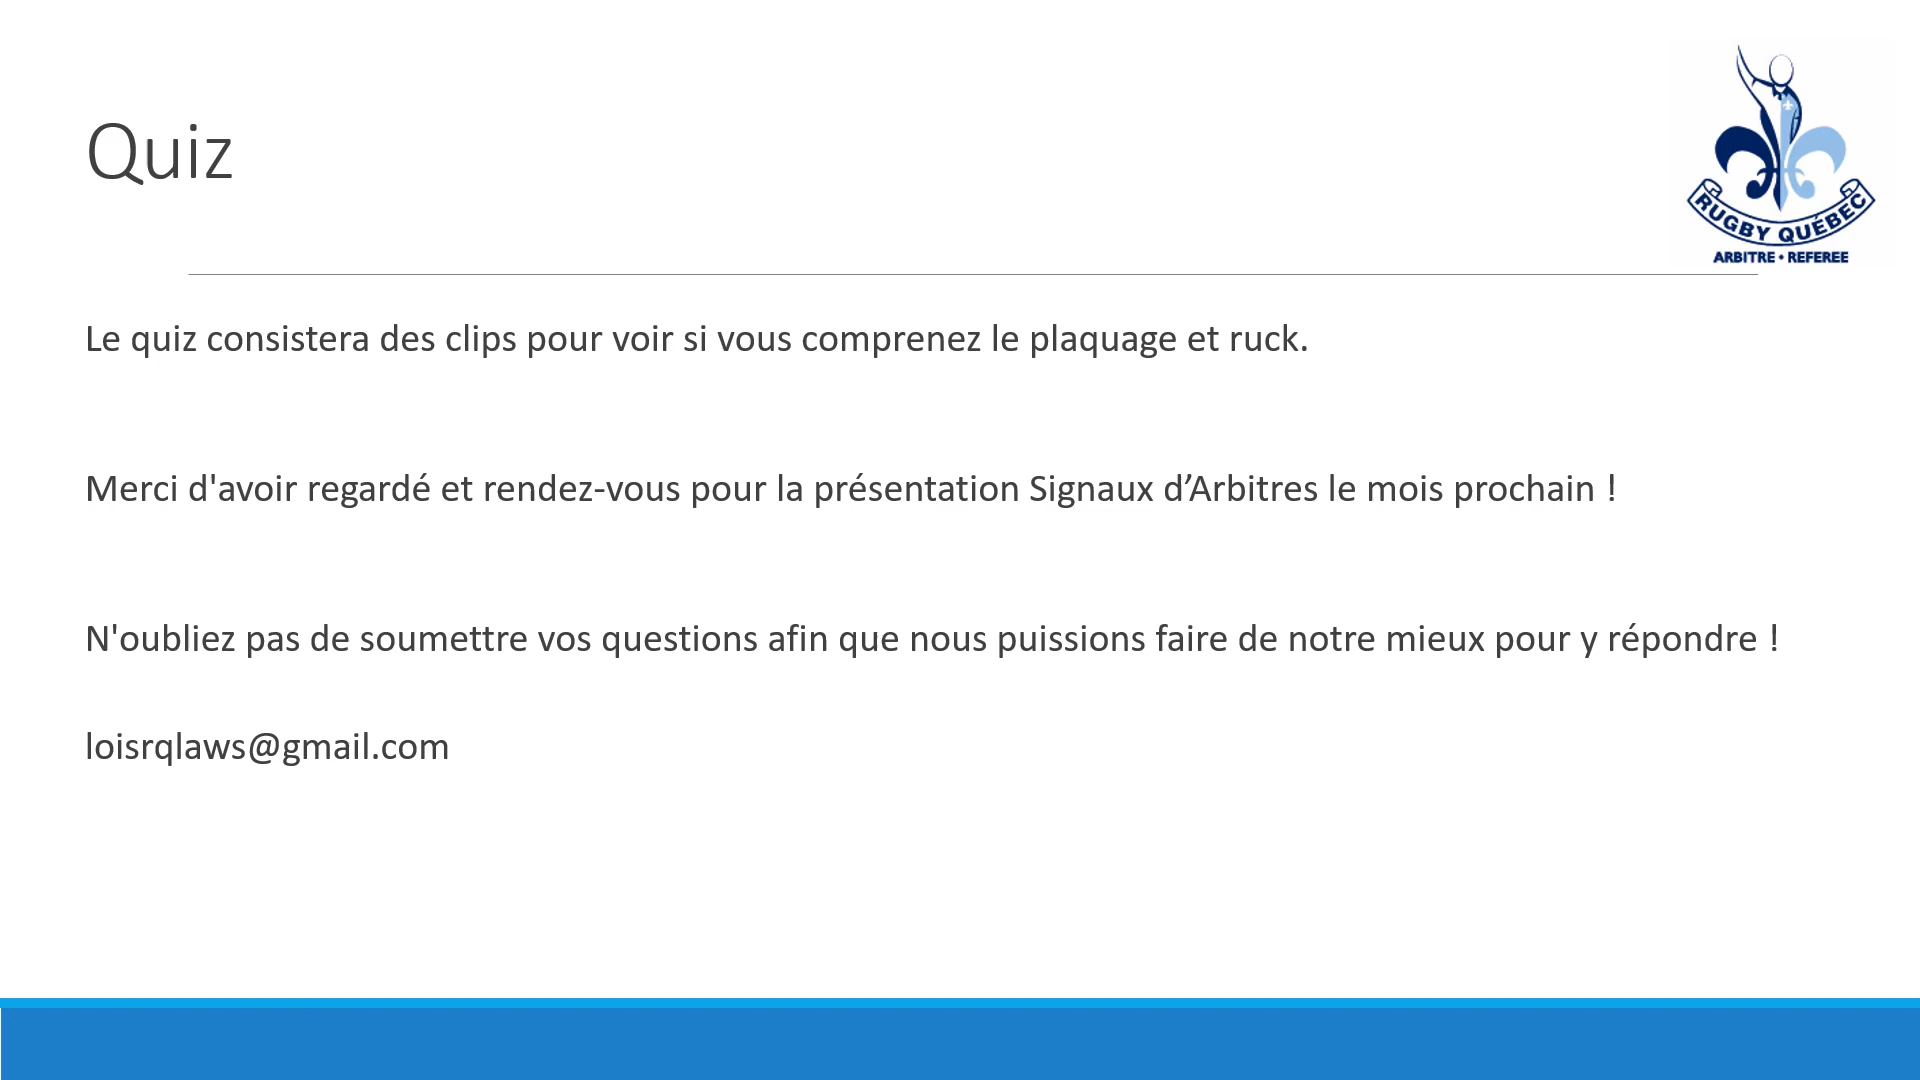 Quiz
RUGBY QUÉBEC
ARBITRE • REFEREE
Le quiz consistera des clips pour voir si vous comprenez le plaquage et ruck.
Merci d'avoir regardé et rendez-vous pour la présentation Signaux d’Arbitres le mois prochain !
N'oubliez pas de soumettre vos questions afin que nous puissions faire de notre mieux pour y répondre !
loisrqlaws@gmail.com